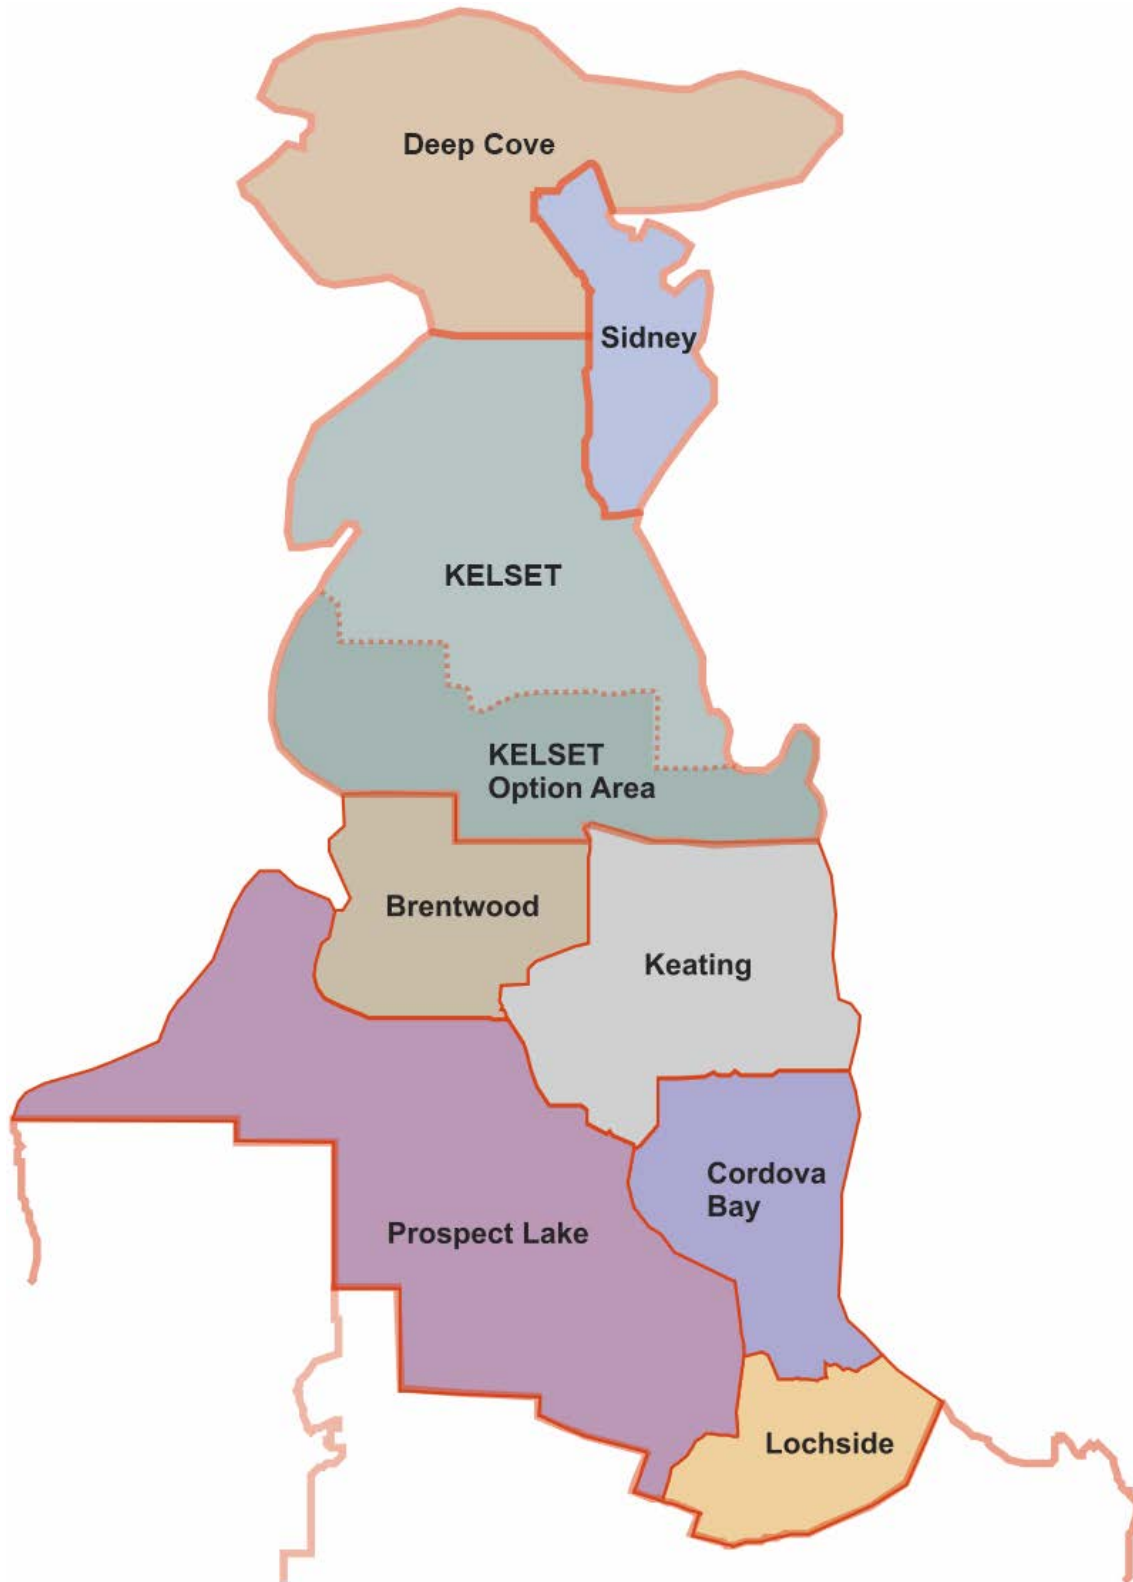 Deep Cove
Sidney
KELSET
KELSET
Option Area
Brentwood
Keating
Cordova
Bay
Prospect Lake
Lochside